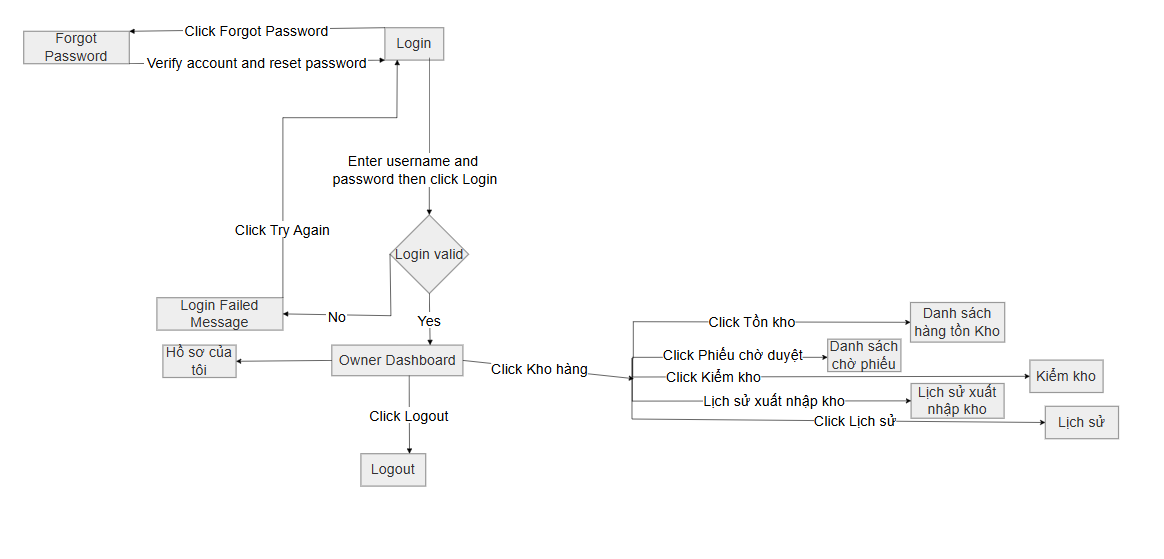 Click Forgot Password
Forgot
Password
Login
Verify account and reset password
Enter username and
password then click Login
Click Try Again
Login valid
Login Failed
Message
No
Yes
Hồ sơ của
tôi
Owner Dashboard
Click Kho hàng
Click Tồn kho
Danh sách
hàng tồn Kho
Click Phiếu chờ duyệt
Danh sách
chờ phiếu
Click Kiểm kho
Kiểm kho
Lịch sử xuất nhập kho
Lịch sử xuất
nhập kho
Click Lịch sử
Lịch sử
Click Logout
Logout